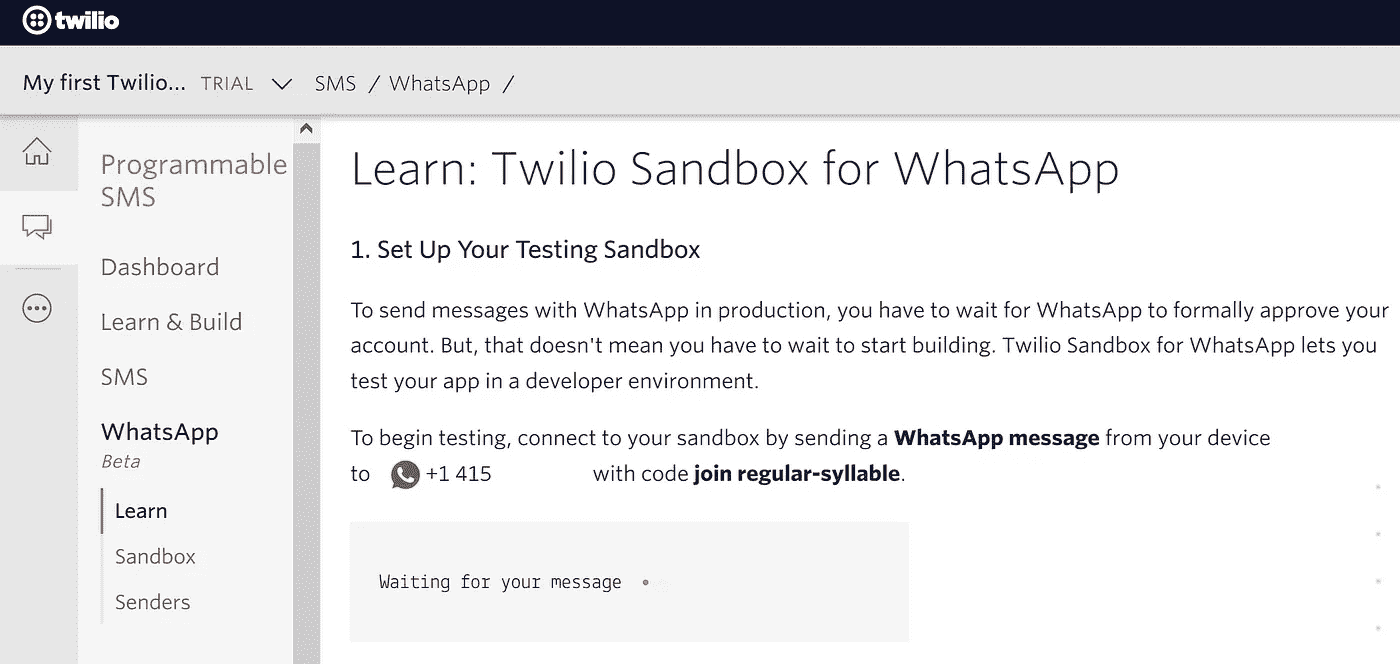 twilio
My first Twilio... TRIAL SMS / WhatsApp /
Programmable
SMS
Dashboard
Learn & Build
SMS
WhatsApp
Beta
Learn
Sandbox
Senders
Learn: Twilio Sandbox for WhatsApp
1. Set Up Your Testing Sandbox
To send messages with WhatsApp in production, you have to wait for WhatsApp to formally approve your
account. But, that doesn't mean you have to wait to start building. Twilio Sandbox for WhatsApp lets you
test your app in a developer environment.
To begin testing, connect to your sandbox by sending a WhatsApp message from your device
to +1 415 with code join regular-syllable.
Waiting for your message